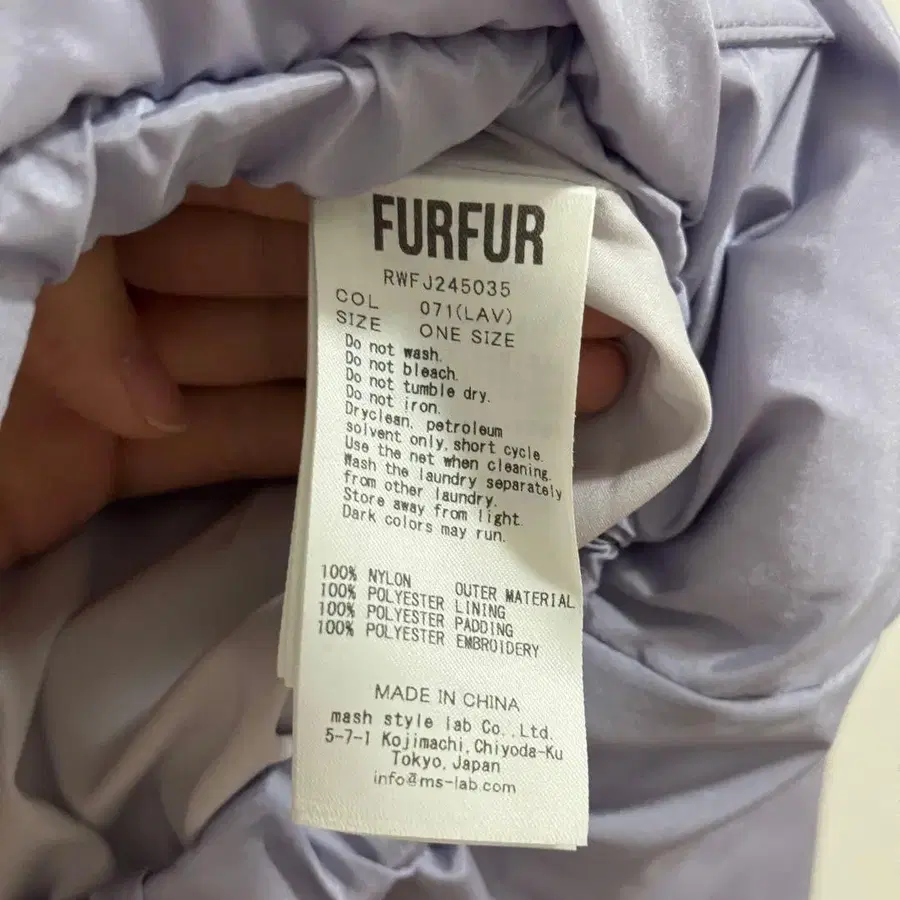 FURFUR
RWFJ245035
COL 071(LAV)
SIZE ONE SIZE
Do not wash.
Do not bleach.
Do not tumble dry.
Do not iron.
Dryclean, petroleum
solvent only, short cycle.
Use the net when cleaning.
Wash the laundry separately
from other laundry.
Store away from light.
Dark colors may run.
100% NYLON OUTER MATERIAL
100% POLYESTER LINING
100% POLYESTER PADDING
100% POLYESTER EMBROIDERY
MADE IN CHINA
mash style lab Co.,Ltd.
5-7-1 Kojimachi,Chiyoda-Ku
Tokyo,Japan
info@ms-lab.com